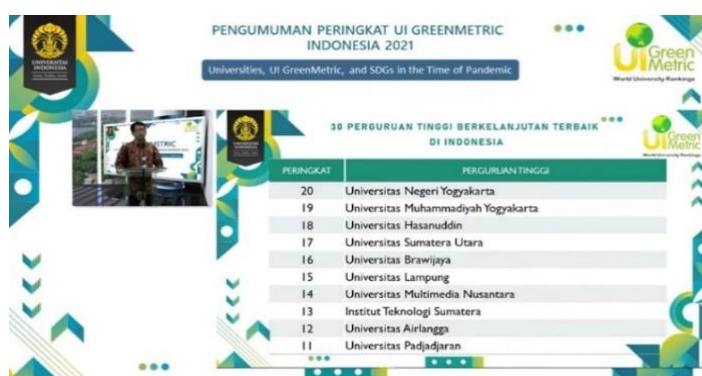 PENGUMUMAN PERINGKAT UI GREENMETRIC
INDONESIA 2021
Universities, UI GreenMetric, and SDGs in the Time of Pandemic
UNIVERSITAS
INDONESIA
UI Green
Metric
World University Rankings
30 PERGURUAN TINGGI BERKELANJUTAN TERBAIK
DI INDONESIA
UI Green
Metric
PERINGKAT PERGURUAN TINGGI
20 Universitas Negeri Yogyakarta
19 Universitas Muhammadiyah Yogyakarta
18 Universitas Hasanuddin
17 Universitas Sumatera Utara
16 Universitas Brawijaya
15 Universitas Lampung
14 Universitas Multimedia Nusantara
13 Institut Teknologi Sumatera
12 Universitas Airlangga
11 Universitas Padjadjaran